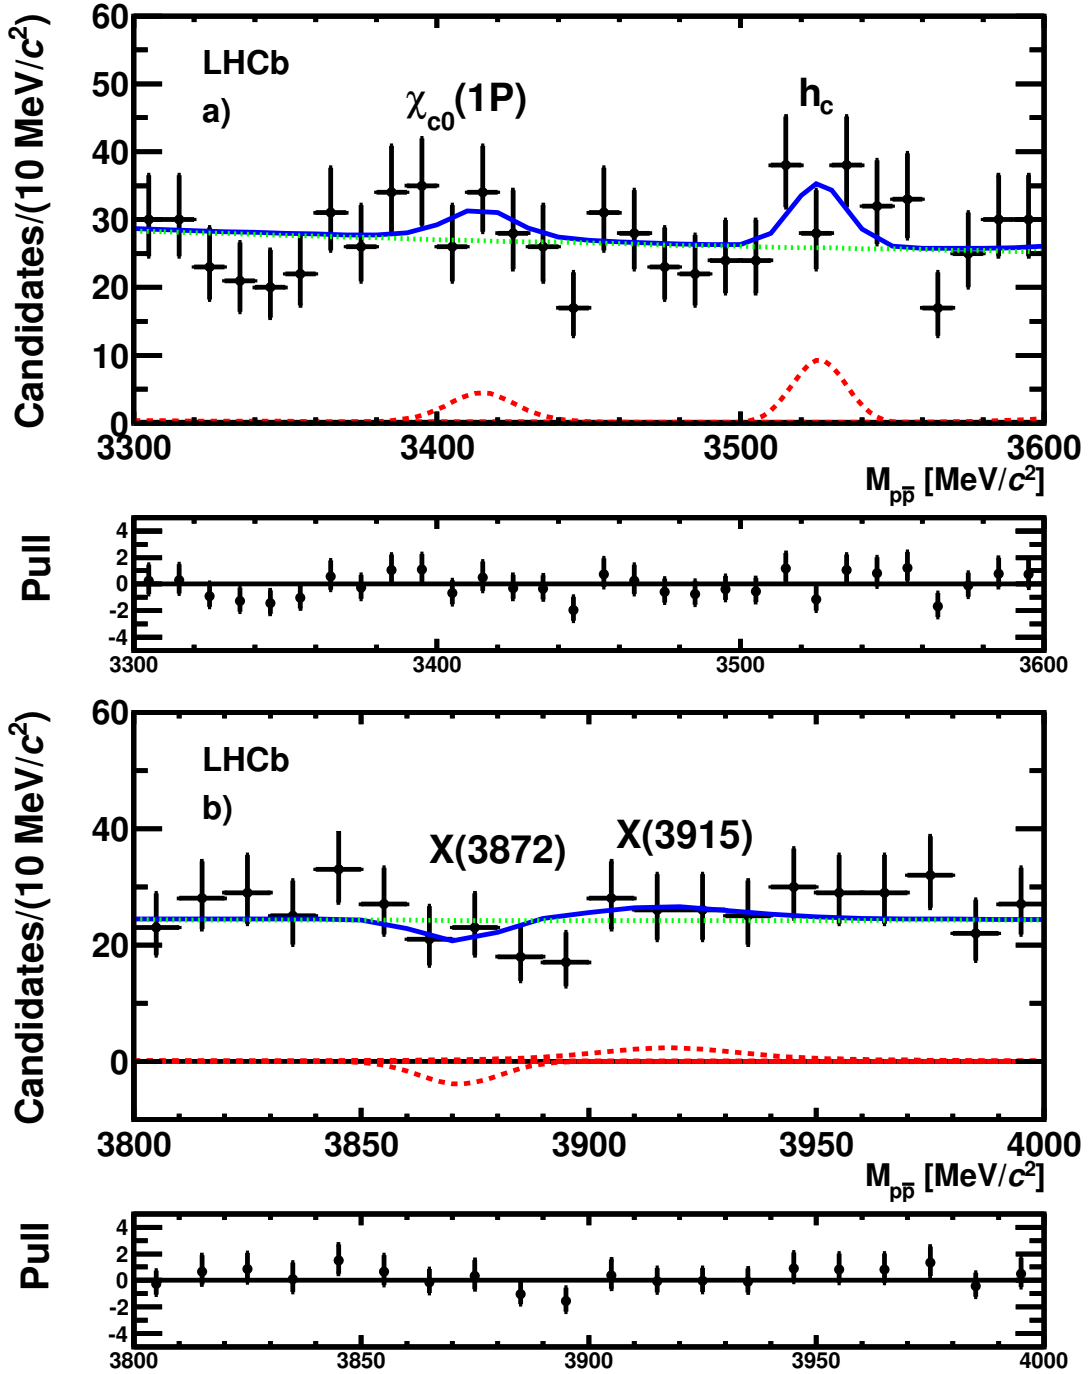 Candidates/(10 MeV/c²)
60
50
40
30
20
10
0
LHCb
a)
χc0(1P)
hc
3300 3400 3500 3600
Mpp̅ [MeV/c²]
Pull
4
2
0
-2
-4
3300 3400 3500 3600
Candidates/(10 MeV/c²)
60
40
20
0
LHCb
b)
X(3872)
X(3915)
3800 3850 3900 3950 4000
Mpp̅ [MeV/c²]
Pull
4
2
0
-2
-4
3800 3850 3900 3950 4000